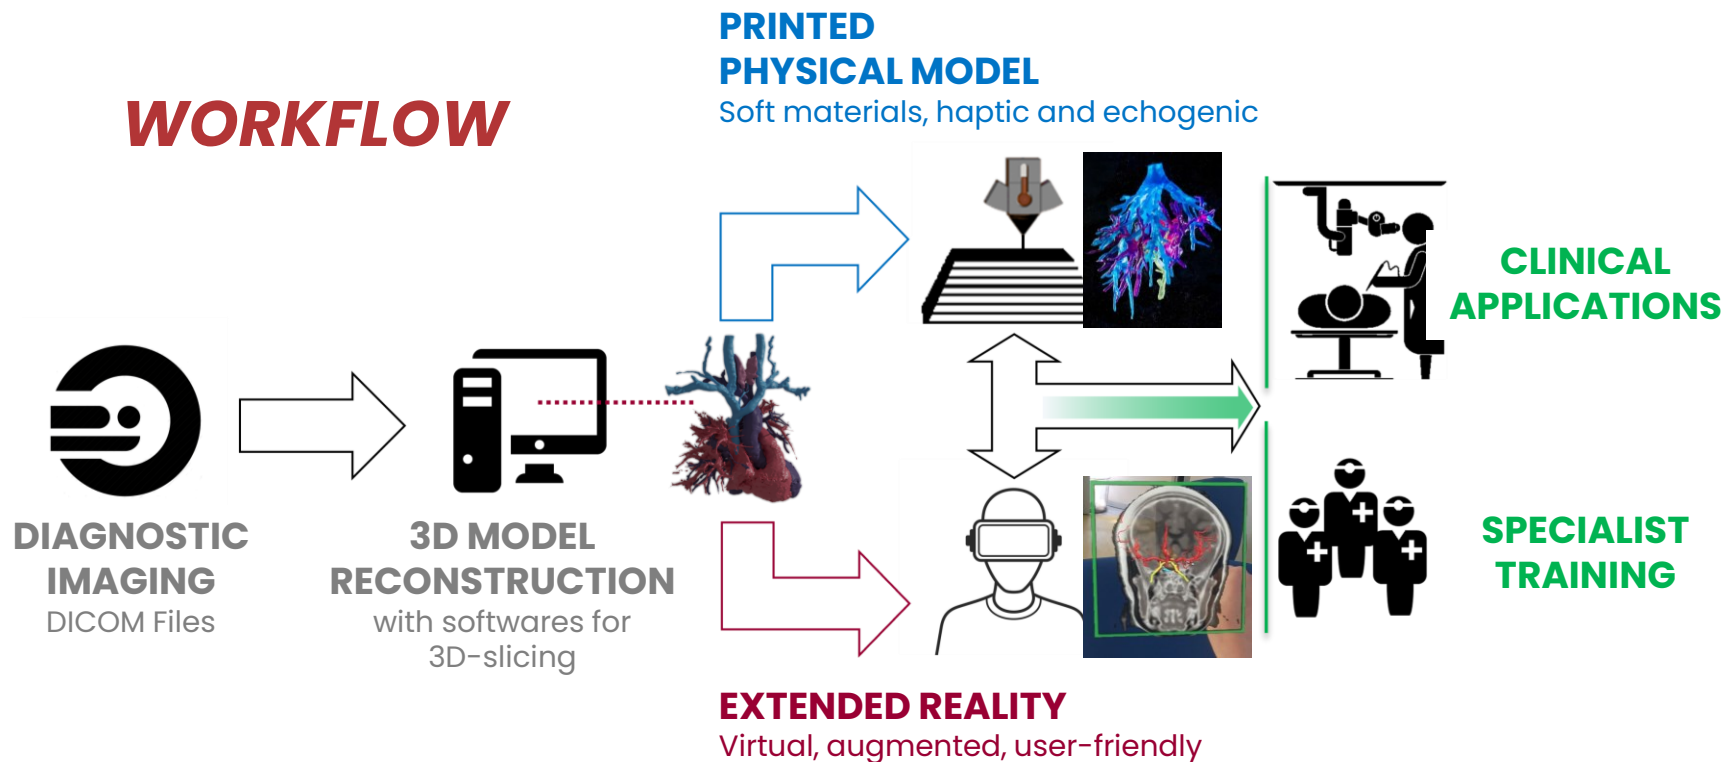 WORKFLOW
PRINTED
PHYSICAL MODEL
Soft materials, haptic and echogenic
DIAGNOSTIC
IMAGING
DICOM Files
3D MODEL
RECONSTRUCTION
with softwares for
3D-slicing
EXTENDED REALITY
Virtual, augmented, user-friendly
CLINICAL
APPLICATIONS
SPECIALIST
TRAINING